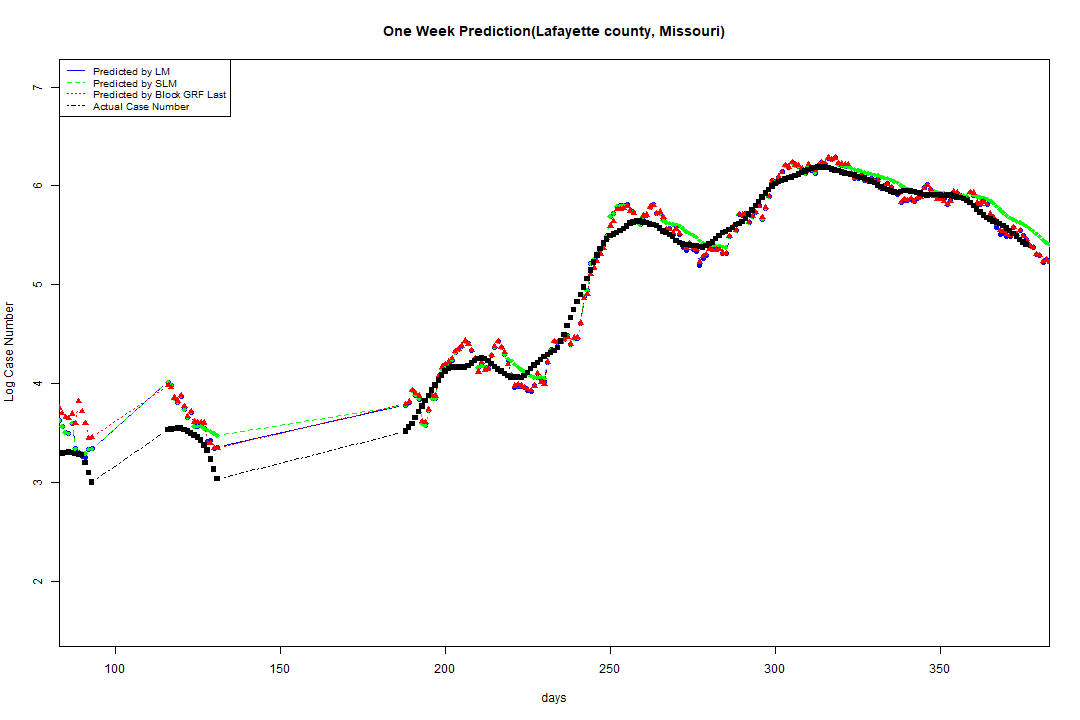 One Week Prediction(Lafayette county, Missouri)
Predicted by LM
Predicted by SLM
Predicted by Block GRF Last
Actual Case Number
7
6
5
4
3
2
Log Case Number
100 150 200 250 300 350
days